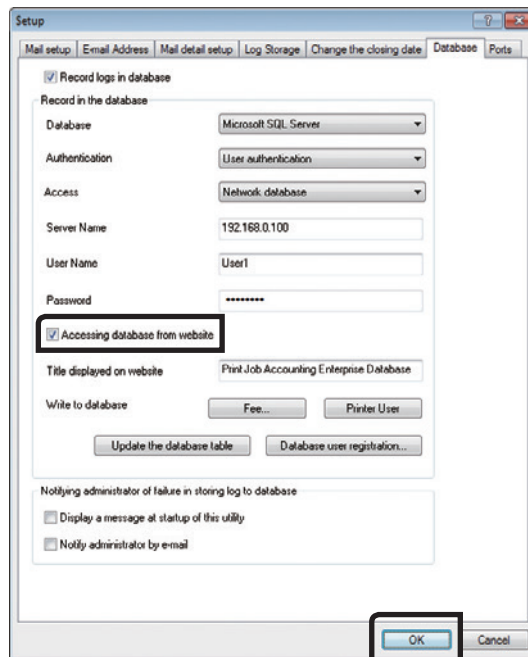 Setup
Mail setup E-mail Address Mail detail setup Log Storage Change the closing date Database Ports
Record logs in database
Record in the database
Database Microsoft SQL Server
Authentication User authentication
Access Network database
Server Name 192.168.0.100
User Name User1
Password ••••••••
Accessing database from website
Title displayed on website Print Job Accounting Enterprise Database
Write to database Fee... Printer User
Update the database table Database user registration...
Notifying administrator of failure in storing log to database
Display a message at startup of this utility
Notify administrator by e-mail
OK Cancel